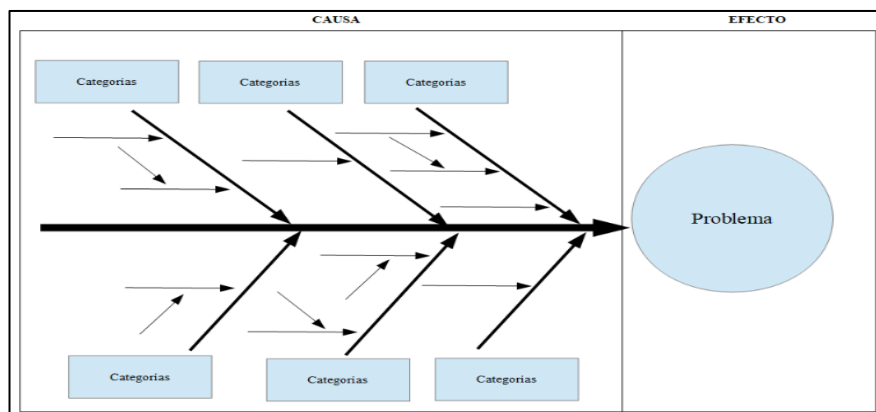 CAUSA
EFECTO
Categorias
Categorias
Categorias
Problema
Categorias
Categorias
Categorias